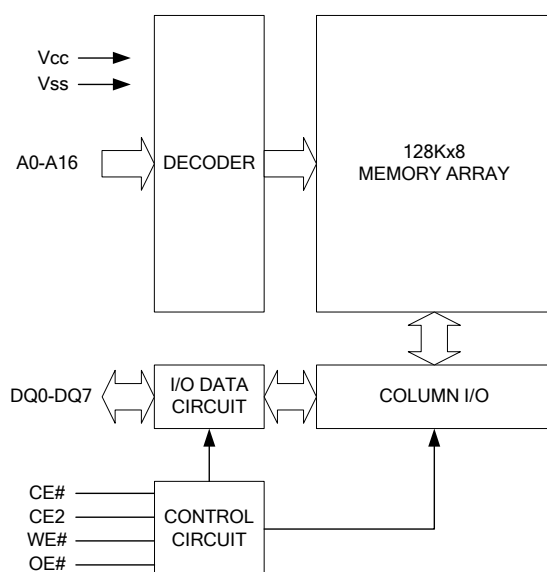 Vcc
Vss
A0-A16
DECODER
128Kx8
MEMORY ARRAY
DQ0-DQ7
I/O DATA
CIRCUIT
COLUMN I/O
CE#
CE2
WE#
OE#
CONTROL
CIRCUIT